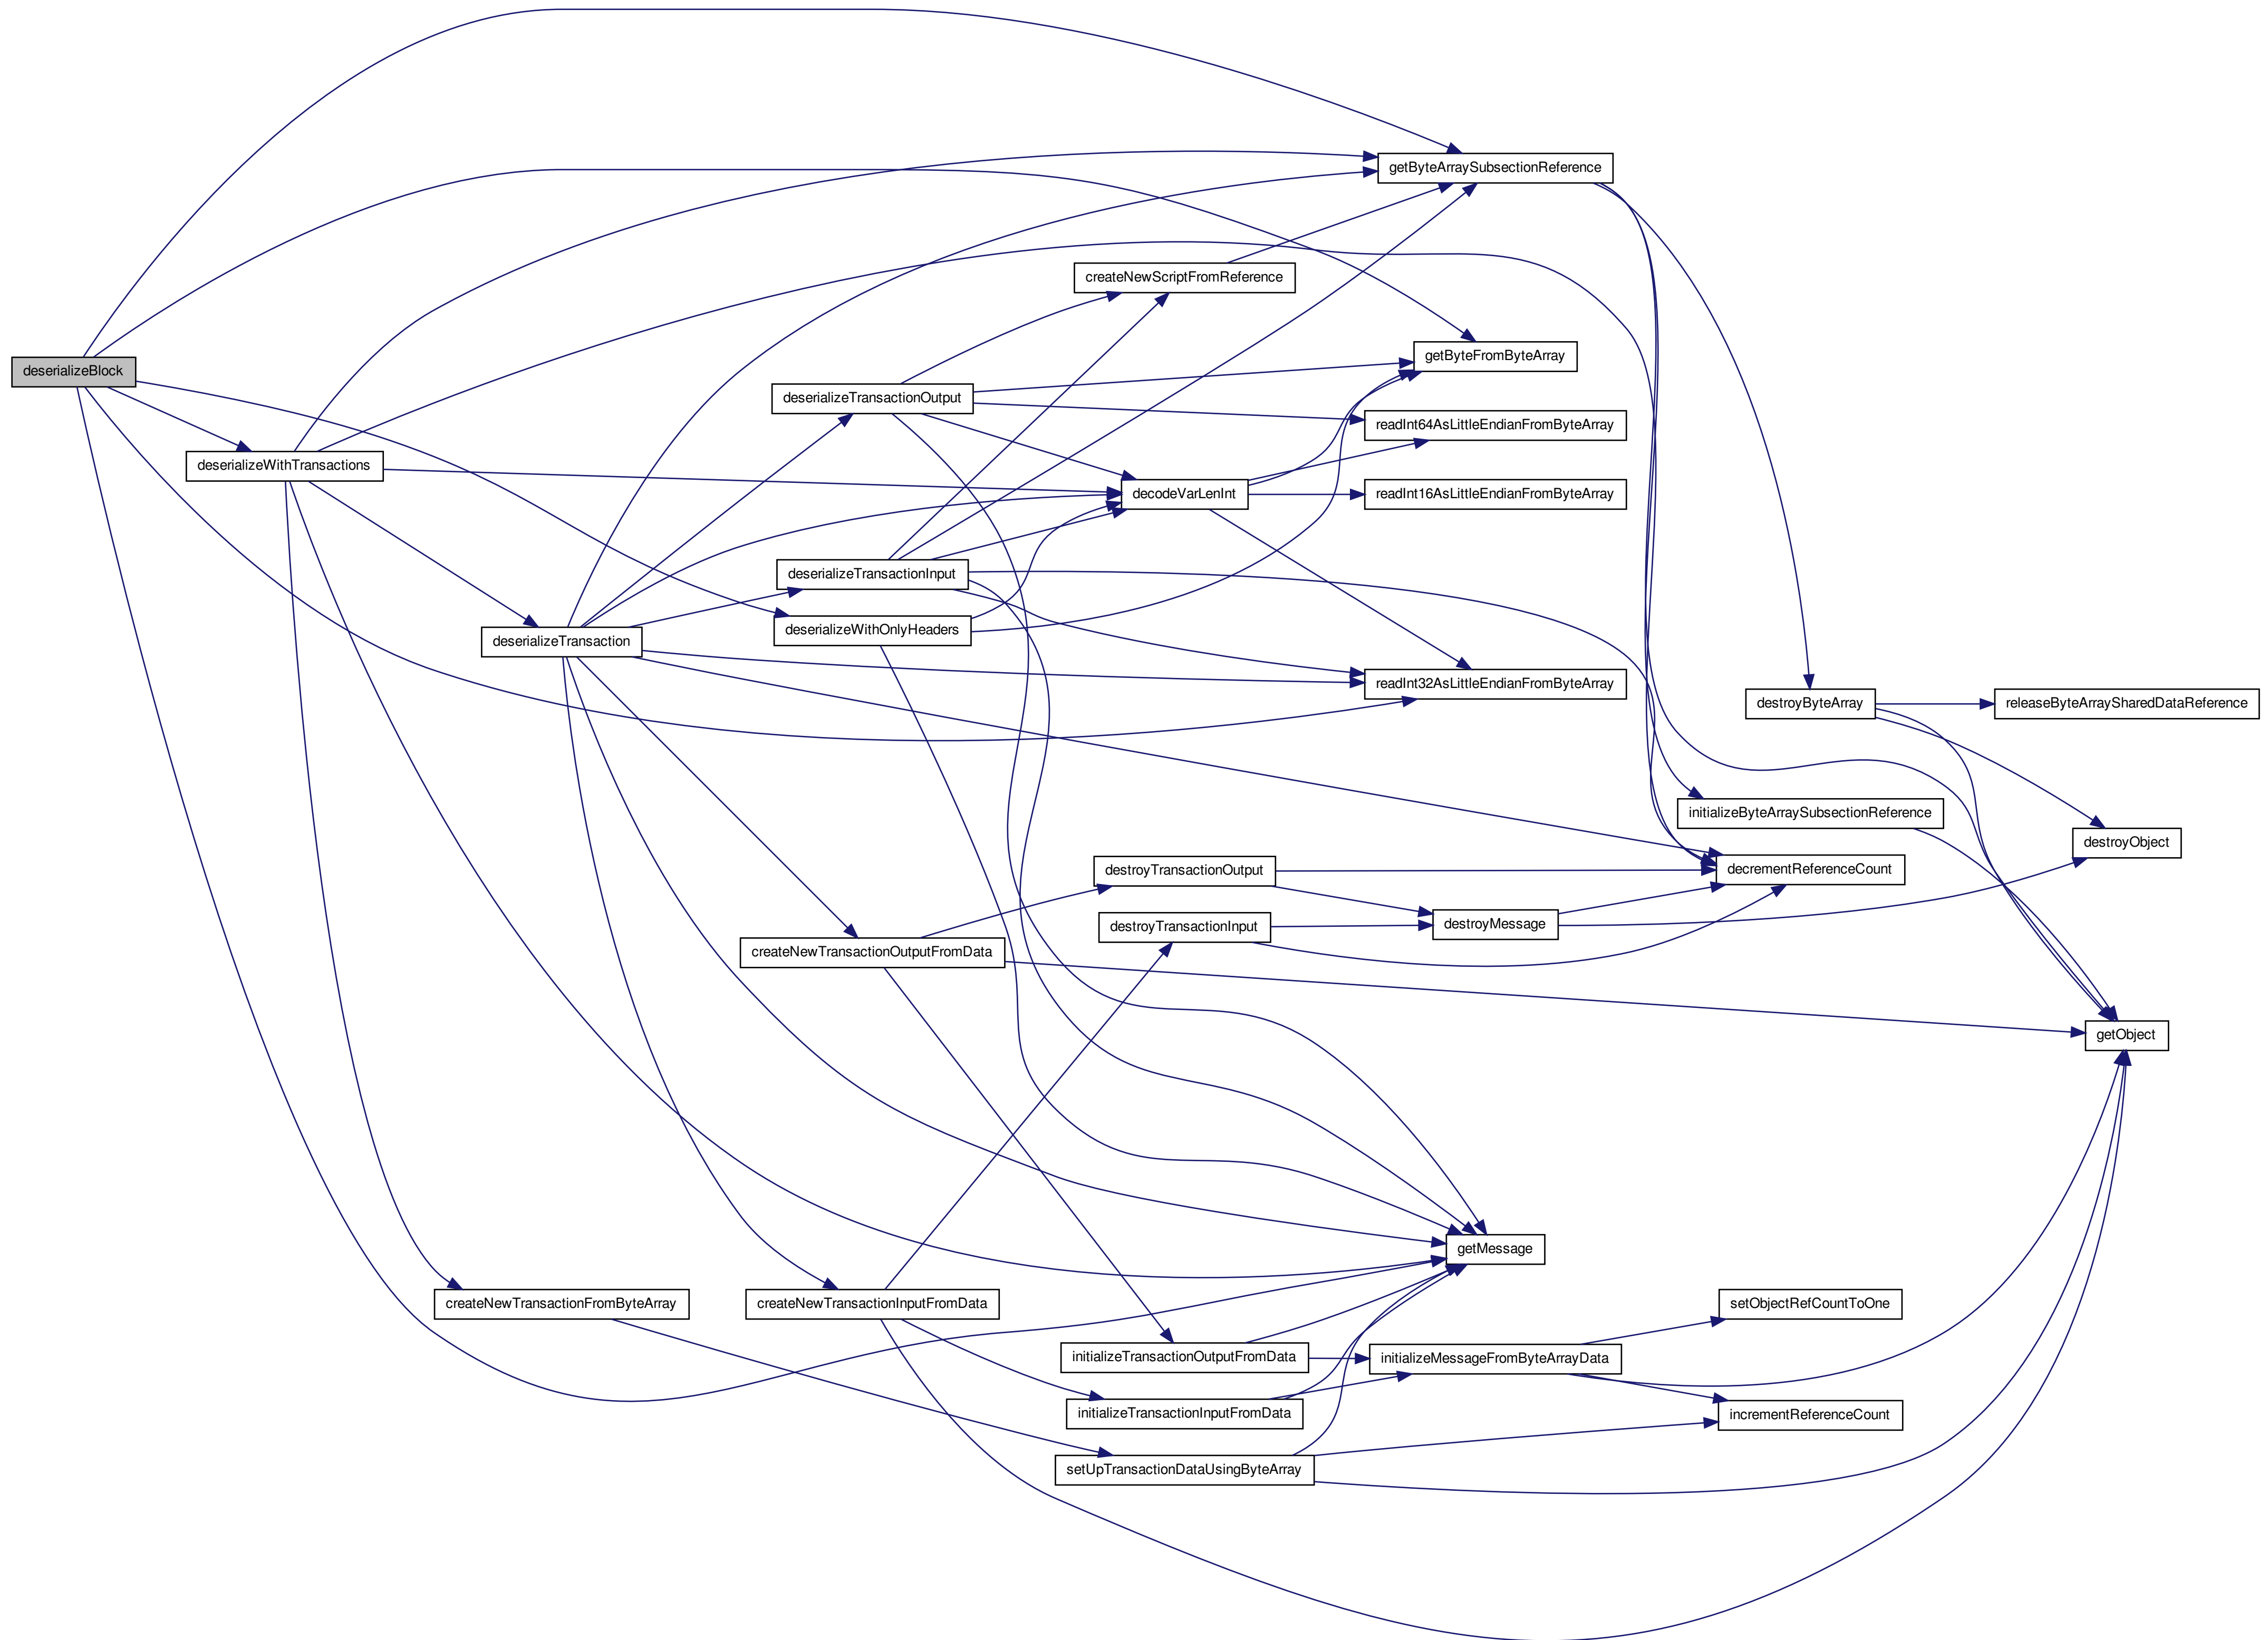 getByteArraySubsectionReference
createNewScriptFromReference
getByteFromByteArray
deserializeBlock
deserializeTransactionOutput
readInt64AsLittleEndianFromByteArray
deserializeWithTransactions
decodeVarLenInt
readInt16AsLittleEndianFromByteArray
deserializeTransactionInput
deserializeWithOnlyHeaders
deserializeTransaction
readInt32AsLittleEndianFromByteArray
destroyByteArray
releaseByteArraySharedDataReference
initializeByteArraySubsectionReference
destroyObject
destroyTransactionOutput
decrementReferenceCount
destroyTransactionInput
destroyMessage
createNewTransactionOutputFromData
getObject
getMessage
createNewTransactionFromByteArray
createNewTransactionInputFromData
setObjectRefCountToOne
initializeTransactionOutputFromData
initializeMessageFromByteArrayData
initializeTransactionInputFromData
incrementReferenceCount
setUpTransactionDataUsingByteArray